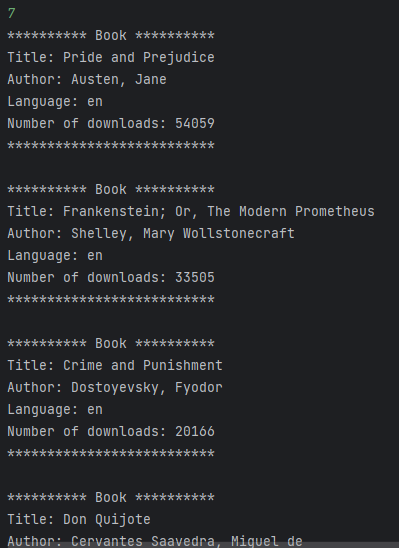 7
********** Book **********
Title: Pride and Prejudice
Author: Austen, Jane
Language: en
Number of downloads: 54059
**************************
********** Book **********
Title: Frankenstein; Or, The Modern Prometheus
Author: Shelley, Mary Wollstonecraft
Language: en
Number of downloads: 33505
**************************
********** Book **********
Title: Crime and Punishment
Author: Dostoyevsky, Fyodor
Language: en
Number of downloads: 20166
**************************
********** Book **********
Title: Don Quijote
Author: Cervantes Saavedra, Miguel de